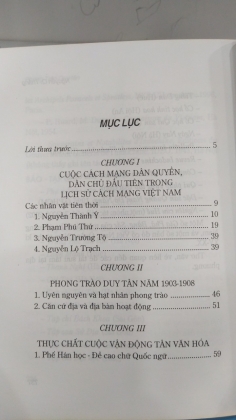 MỤC LỤC
Lời thưa trước 5
CHƯƠNG I
CUỘC CÁCH MẠNG DÂN QUYỀN,
DÂN CHỦ ĐẦU TIÊN TRONG
LỊCH SỬ CÁCH MẠNG VIỆT NAM
Các nhân vật tiên thời 9
1. Nguyễn Thành Ý 10
2. Phạm Phú Thứ 19
3. Nguyễn Trường Tộ 39
4. Nguyễn Lộ Trạch 39
CHƯƠNG II
PHONG TRÀO DUY TÂN NĂM 1903-1908
1. Uyên nguyên và hạt nhân phong trào 46
2. Căn cứ địa và địa bàn hoạt động 51
CHƯƠNG III
THỰC CHẤT CUỘC VẬN ĐỘNG TÂN VĂN HÓA
1. Phế Hán học - Đề cao chữ Quốc ngữ 59